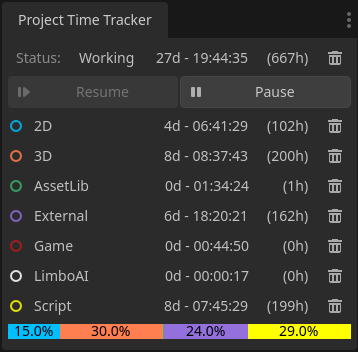 Project Time Tracker
Status: Working 27d - 19:44:35 (667h)
Resume Pause
2D 4d - 06:41:29 (102h)
3D 8d - 08:37:43 (200h)
AssetLib 0d - 01:34:24 (1h)
External 6d - 18:20:21 (162h)
Game 0d - 00:44:50 (0h)
LimboAI 0d - 00:00:17 (0h)
Script 8d - 07:45:29 (199h)
15.0% 30.0% 24.0% 29.0%